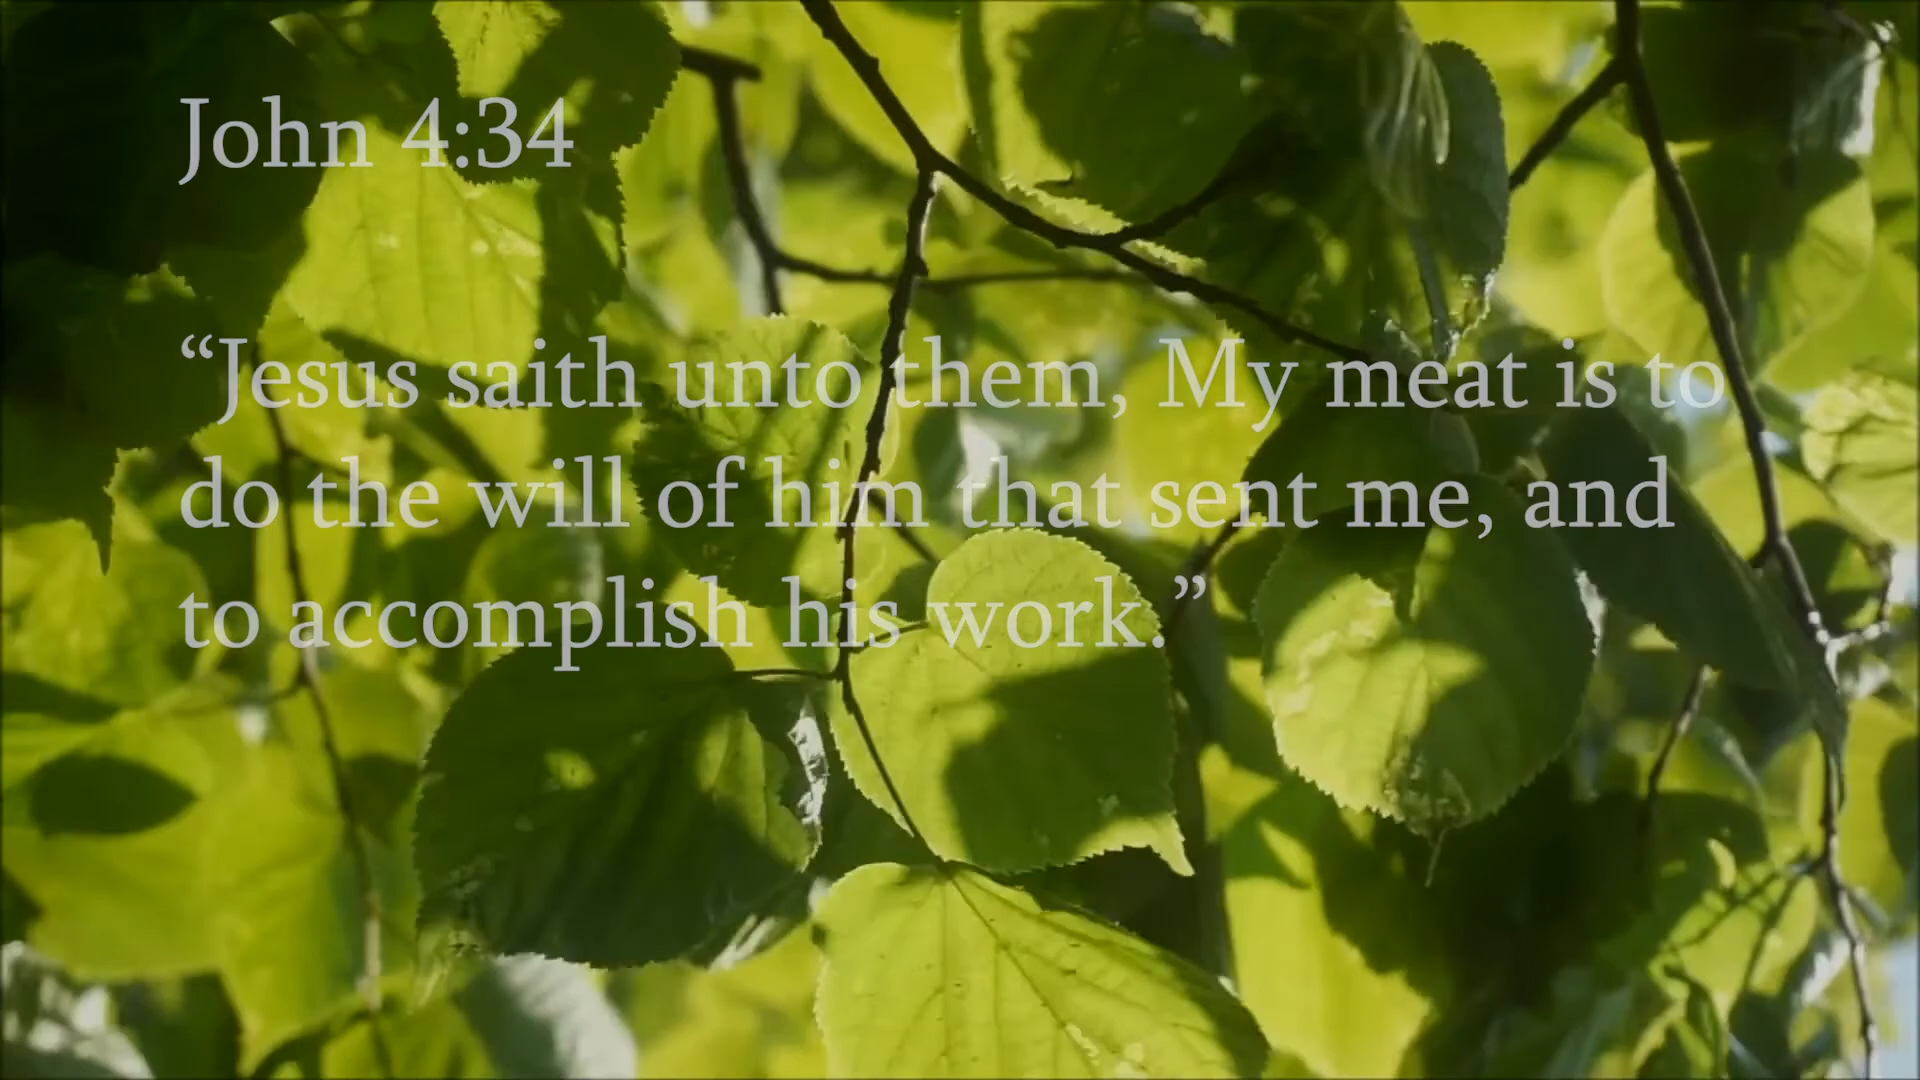 John 4:34
“Jesus saith unto them, My meat is to
do the will of him that sent me, and
to accomplish his work.”